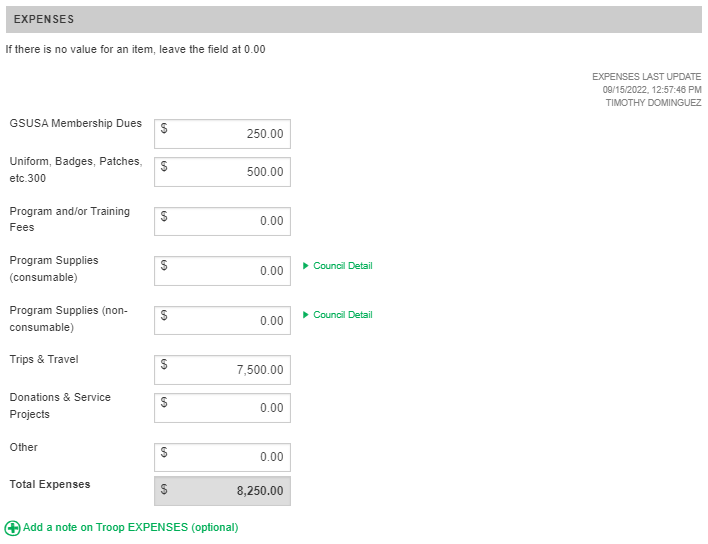 EXPENSES
If there is no value for an item, leave the field at 0.00
EXPENSES LAST UPDATE
09/15/2022, 12:57:46 PM
TIMOTHY DOMINGUEZ
GSUSA Membership Dues $ 250.00
Uniform, Badges, Patches,
etc.300 $ 500.00
Program and/or Training
Fees $ 0.00
Program Supplies
(consumable) $ 0.00 Council Detail
Program Supplies (non-
consumable) $ 0.00 Council Detail
Trips & Travel $ 7,500.00
Donations & Service
Projects $ 0.00
Other $ 0.00
Total Expenses $ 8,250.00
Add a note on Troop EXPENSES (optional)